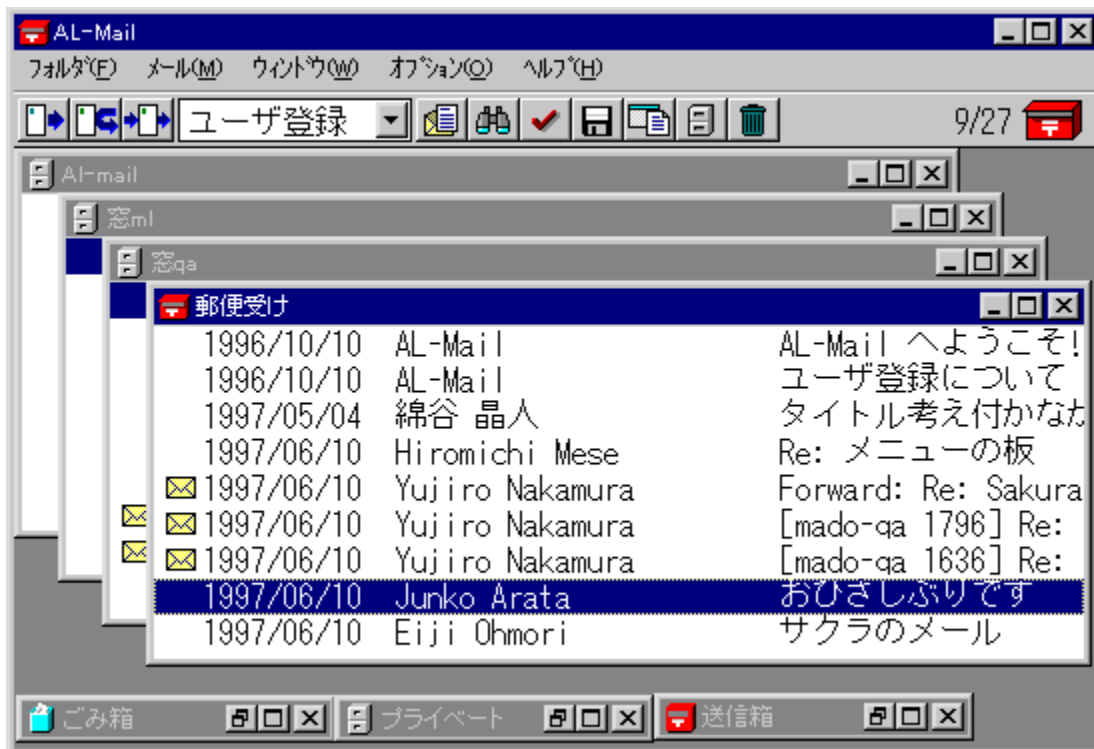 AL-Mail
フォルダ(F) メール(M) ウィンドウ(W) オプション(O) ヘルプ(H)
ユーザ登録 9/27
Al-mail
窓ml
窓qa
郵便受け
1996/10/10 AL-Mail AL-Mail へようこそ!
1996/10/10 AL-Mail ユーザ登録について
1997/05/04 綿谷 晶人 タイトル考え付かなか
1997/06/10 Hiromichi Mese Re: メニューの板
1997/06/10 Yujiro Nakamura Forward: Re: Sakura
1997/06/10 Yujiro Nakamura [mado-qa 1796] Re:
1997/06/10 Yujiro Nakamura [mado-qa 1636] Re:
1997/06/10 Junko Arata おひさしぶりです
1997/06/10 Eiji Ohmori サクラのメール
ごみ箱 プライベート 送信箱